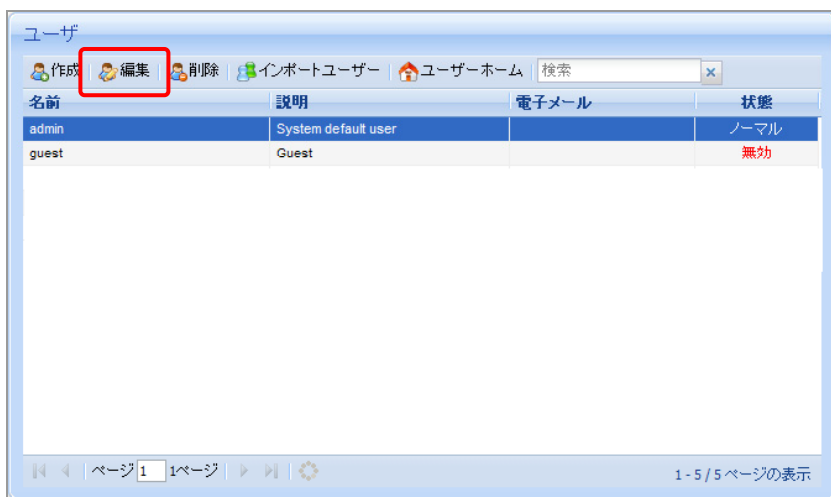 ユーザ
作成 編集 削除 インポートユーザー ユーザーホーム 検索
名前 説明 電子メール 状態
admin System default user ノーマル
guest Guest 無効
ページ 1 1ページ 1 - 5 / 5 ページの表示